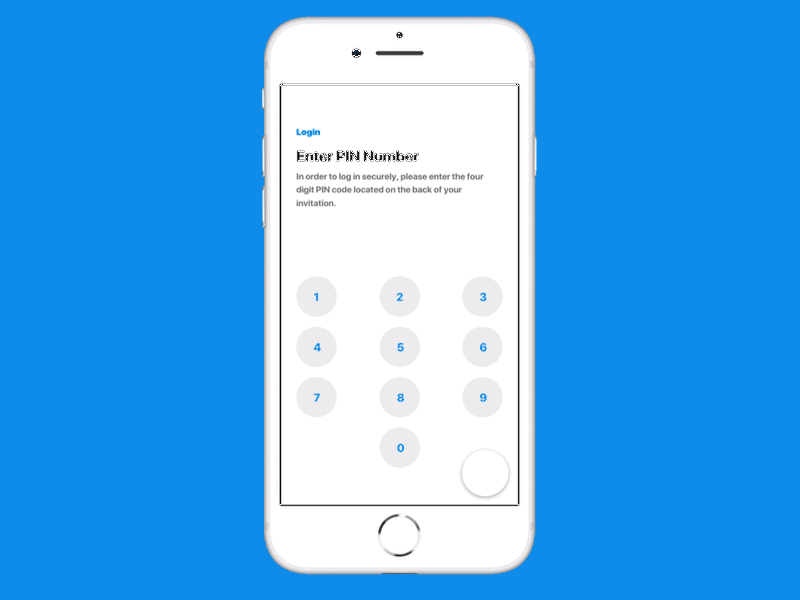 Login
Enter PIN Number
In order to log in securely, please enter the four
digit PIN code located on the back of your
invitation.
1 2 3
4 5 6
7 8 9
0